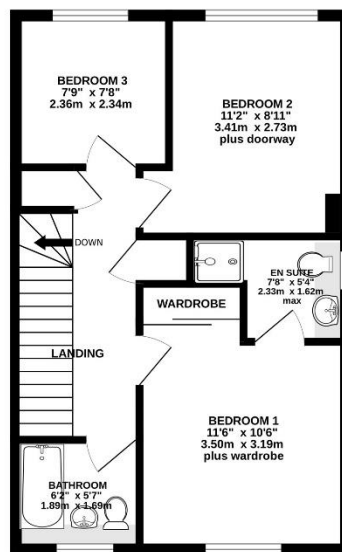 BEDROOM 3
7'9" x 7'8"
2.36m x 2.34m
BEDROOM 2
11'2" x 8'11"
3.41m x 2.73m
plus doorway
DOWN
EN SUITE
7'8" x 5'4"
2.33m x 1.62m
max
WARDROBE
LANDING
BEDROOM 1
11'6" x 10'6"
3.50m x 3.19m
plus wardrobe
BATHROOM
6'2" x 5'7"
1.89m x 1.69m